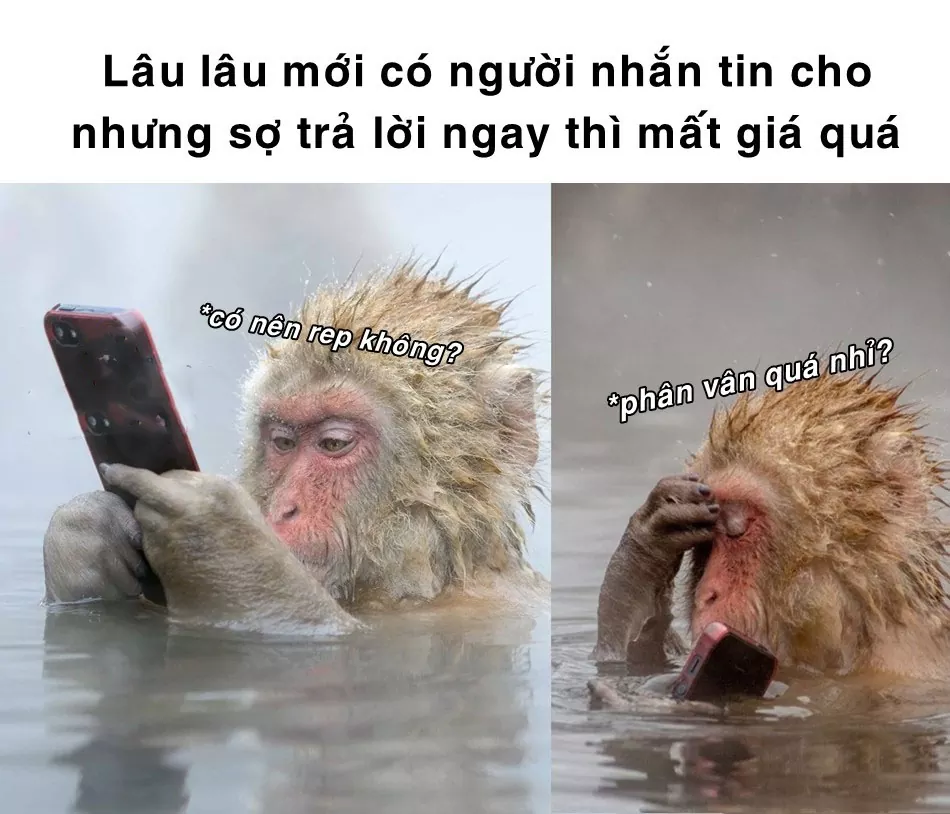 Lâu lâu mới có người nhắn tin cho
nhưng sợ trả lời ngay thì mất giá quá
*có nên rep không?
*phân vân quá nhỉ?